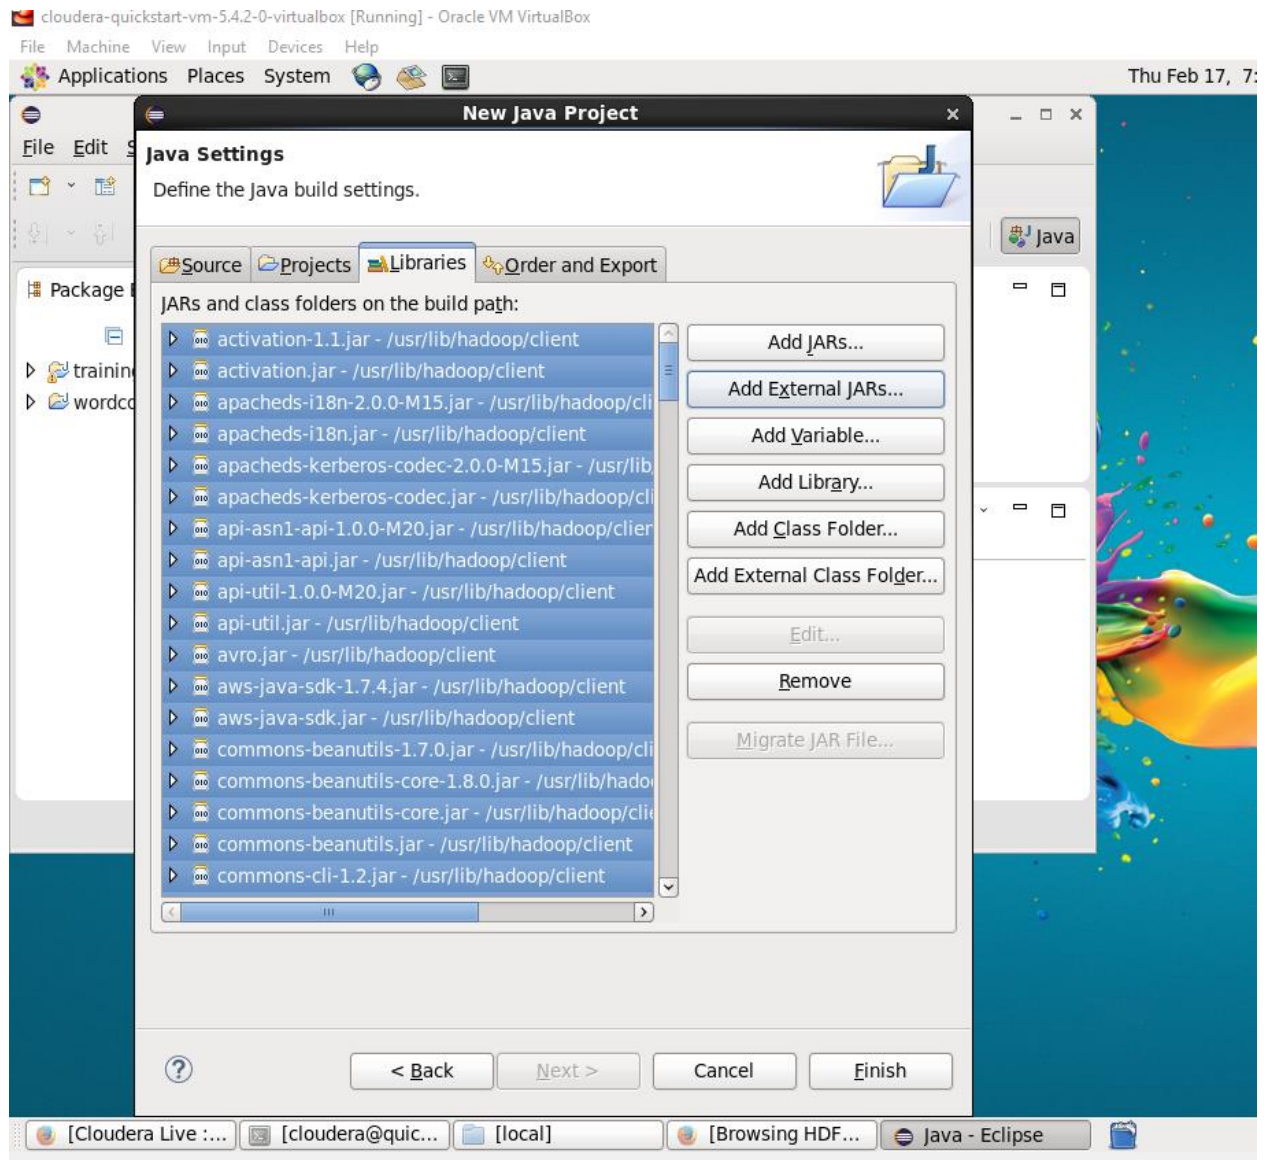 cloudera-quickstart-vm-5.4.2-0-virtualbox [Running] - Oracle VM VirtualBox
File Machine View Input Devices Help
Applications Places System Thu Feb 17, 7:
New Java Project
File Edit S
Java Settings
Define the Java build settings.
Java
Source Projects Libraries Order and Export
Package E
JARs and class folders on the build path:
activation-1.1.jar - /usr/lib/hadoop/client
Add JARs...
training
activation.jar - /usr/lib/hadoop/client
Add External JARs...
wordco
apacheds-i18n-2.0.0-M15.jar - /usr/lib/hadoop/cli
apacheds-i18n.jar - /usr/lib/hadoop/client
Add Variable...
apacheds-kerberos-codec-2.0.0-M15.jar - /usr/lib
Add Library...
apacheds-kerberos-codec.jar - /usr/lib/hadoop/cli
api-asn1-api-1.0.0-M20.jar - /usr/lib/hadoop/clien
Add Class Folder...
api-asn1-api.jar - /usr/lib/hadoop/client
Add External Class Folder...
api-util-1.0.0-M20.jar - /usr/lib/hadoop/client
api-util.jar - /usr/lib/hadoop/client
Edit...
avro.jar - /usr/lib/hadoop/client
aws-java-sdk-1.7.4.jar - /usr/lib/hadoop/client
Remove
aws-java-sdk.jar - /usr/lib/hadoop/client
commons-beanutils-1.7.0.jar - /usr/lib/hadoop/cli
Migrate JAR File...
commons-beanutils-core-1.8.0.jar - /usr/lib/hado
commons-beanutils-core.jar - /usr/lib/hadoop/clie
commons-beanutils.jar - /usr/lib/hadoop/client
commons-cli-1.2.jar - /usr/lib/hadoop/client
< Back Next > Cancel Finish
[Cloudera Live :... [cloudera@quic... [local] [Browsing HDF... Java - Eclipse